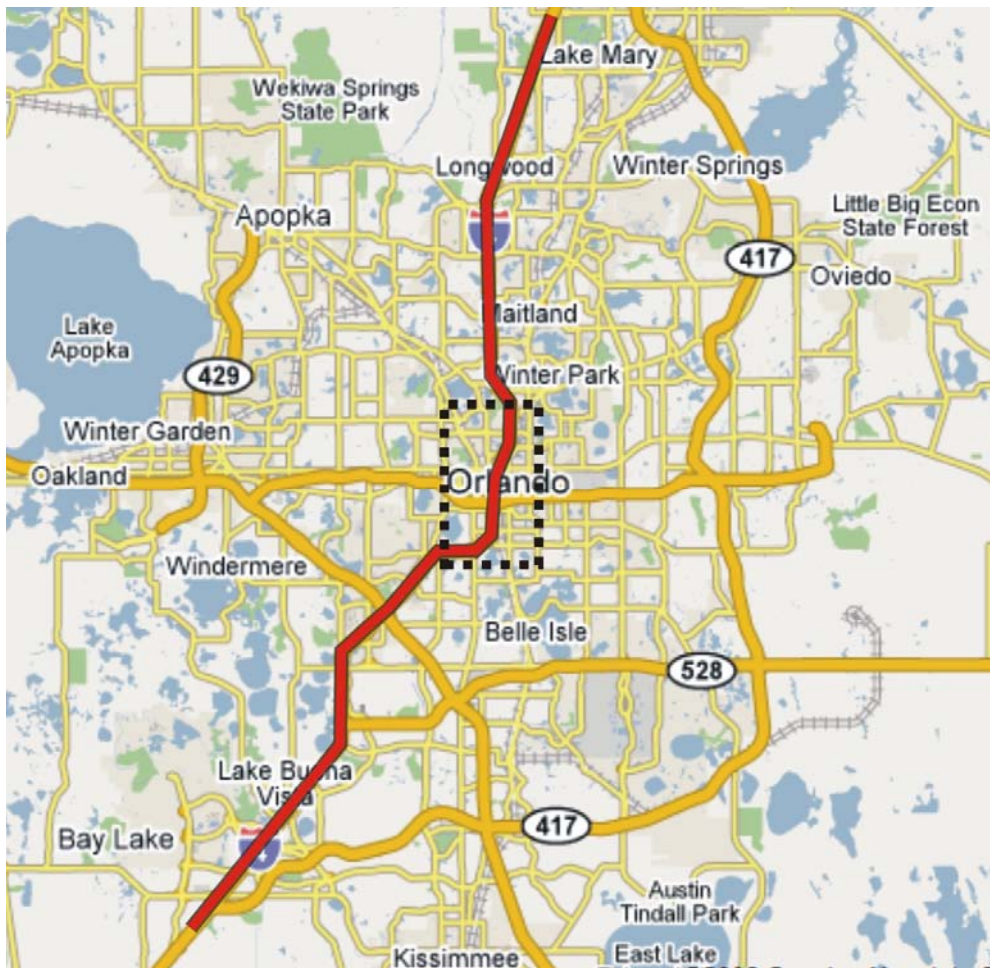 Lake Mary
Wekiwa Springs
State Park
Longwood
Winter Springs
Apopka
Little Big Econ
State Forest
417
Oviedo
Maitland
Lake
Apopka
429
Winter Park
Winter Garden
Oakland
Orlando
Windermere
Belle Isle
528
Lake Buena
Vista
417
Bay Lake
Austin
Tindall Park
East Lake
Kissimmee